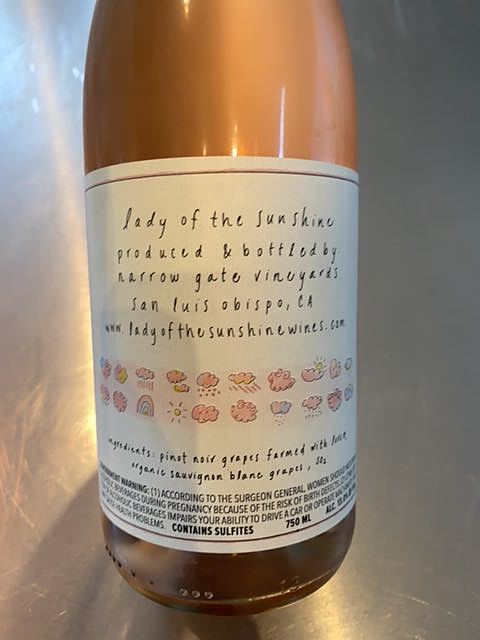 lady of the sunshine
produced & bottled by:
narrow gate vineyards
san luis obispo, CA
www.ladyofthesunshinewines.com
ingredients: pinot noir grapes farmed with love,
organic sauvignon blanc grapes, SO2
WARNING: (1) ACCORDING TO THE SURGEON GENERAL, WOMEN SHOULD NOT
BEVERAGES DURING PREGNANCY BECAUSE OF THE RISK OF BIRTH DEFECTS.
ALCOHOLIC BEVERAGES IMPAIRS YOUR ABILITY TO DRIVE A CAR OR OPERATE
HEALTH PROBLEMS. CONTAINS SULFITES 750 ML ALC.